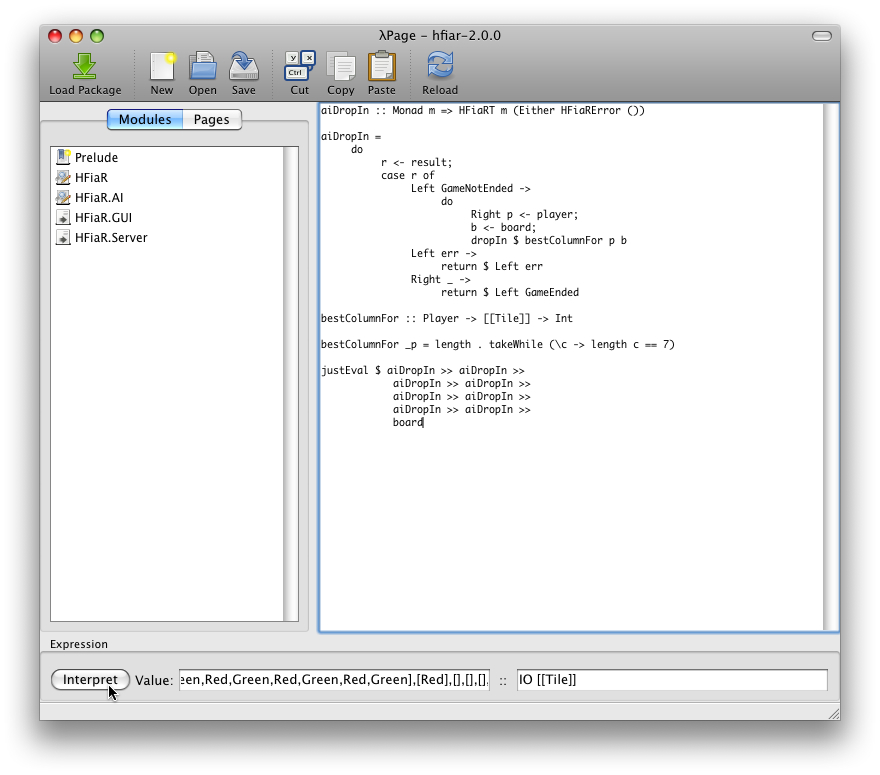 λPage - hfiar-2.0.0
Load Package New Open Save Cut Copy Paste Reload
y x
Ctrl
Modules Pages
Prelude
HFiaR
HFiaR.AI
HFiaR.GUI
HFiaR.Server
aiDropIn :: Monad m => HFiaRT m (Either HFiaRError ())
aiDropIn =
do
r <- result;
case r of
Left GameNotEnded ->
do
Right p <- player;
b <- board;
dropIn $ bestColumnFor p b
Left err ->
return $ Left err
Right _ ->
return $ Left GameEnded
bestColumnFor :: Player -> [[Tile]] -> Int
bestColumnFor _p = length . takeWhile (\c -> length c == 7)
justEval $ aiDropIn >> aiDropIn >>
aiDropIn >> aiDropIn >>
aiDropIn >> aiDropIn >>
aiDropIn >> aiDropIn >>
board
Expression
Interpret Value: een,Red,Green,Red,Green,Red,Green],[Red],[],[],[], :: IO [[Tile]]